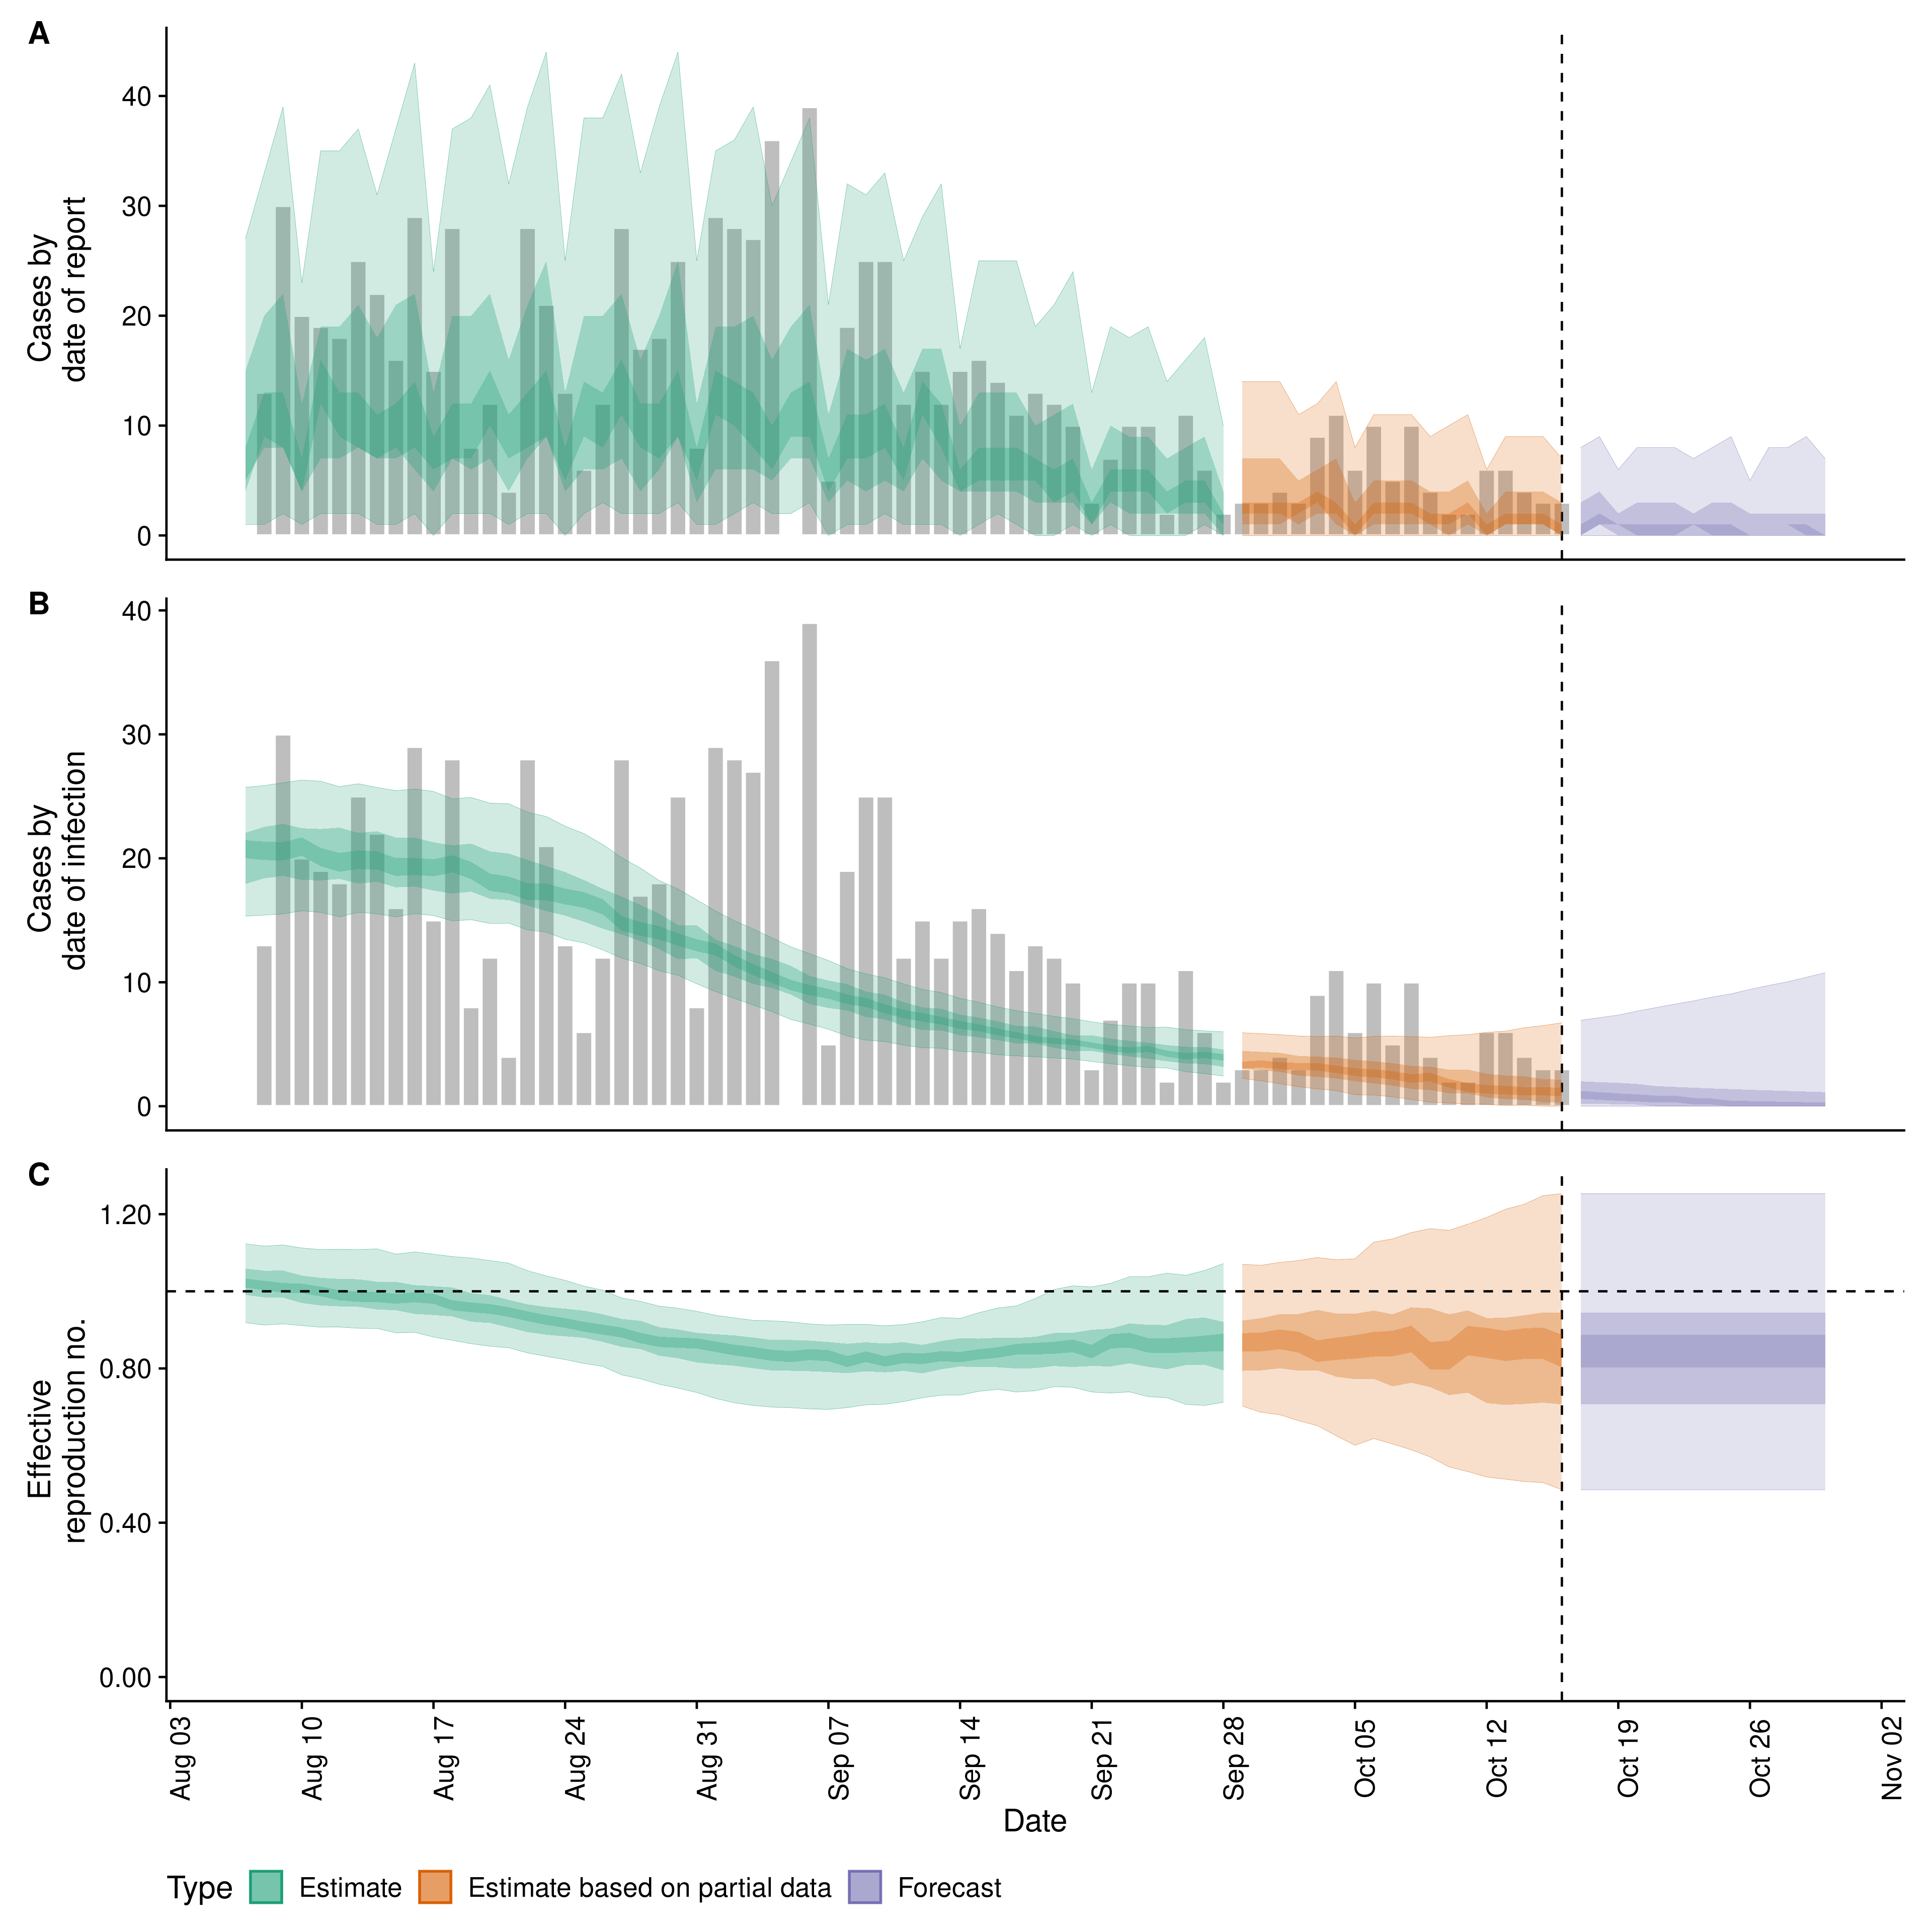 A
Cases by
date of report
40
30
20
10
0
B
Cases by
date of infection
40
30
20
10
0
C
Effective
reproduction no.
1.20
0.80
0.40
0.00
Aug 03
Aug 10
Aug 17
Aug 24
Aug 31
Sep 07
Sep 14
Sep 21
Sep 28
Oct 05
Oct 12
Oct 19
Oct 26
Nov 02
Date
Type
Estimate
Estimate based on partial data
Forecast